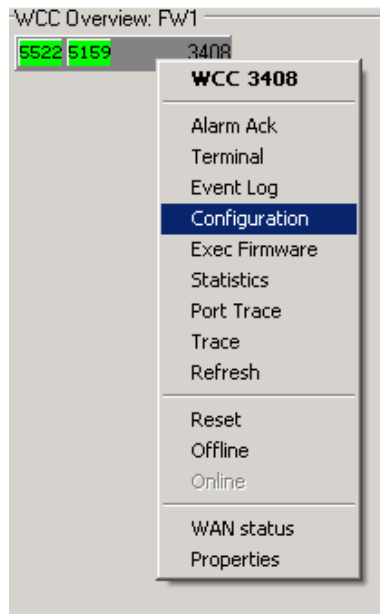 WCC Overview: FW1
5522 5159 3408
WCC 3408
Alarm Ack
Terminal
Event Log
Configuration
Exec Firmware
Statistics
Port Trace
Trace
Refresh
Reset
Offline
Online
WAN status
Properties